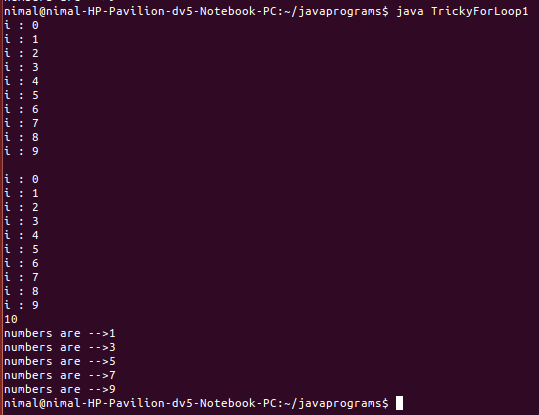 nimal@nimal-HP-Pavilion-dv5-Notebook-PC:~/javaprograms$ java TrickyForLoop1
i : 0
i : 1
i : 2
i : 3
i : 4
i : 5
i : 6
i : 7
i : 8
i : 9
i : 0
i : 1
i : 2
i : 3
i : 4
i : 5
i : 6
i : 7
i : 8
i : 9
10
numbers are -->1
numbers are -->3
numbers are -->5
numbers are -->7
numbers are -->9
nimal@nimal-HP-Pavilion-dv5-Notebook-PC:~/javaprograms$